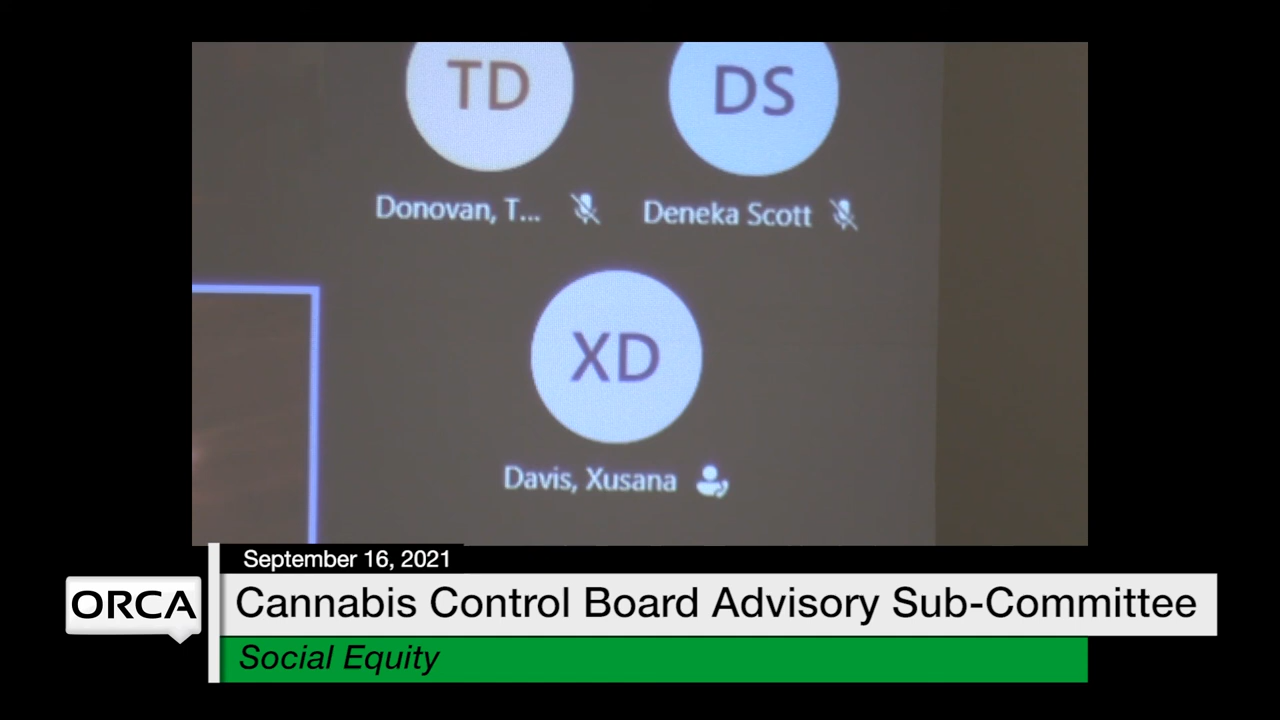 TD
DS
Donovan, T...
Deneka Scott
XD
Davis, Xusana
September 16, 2021
ORCA
Cannabis Control Board Advisory Sub-Committee
Social Equity